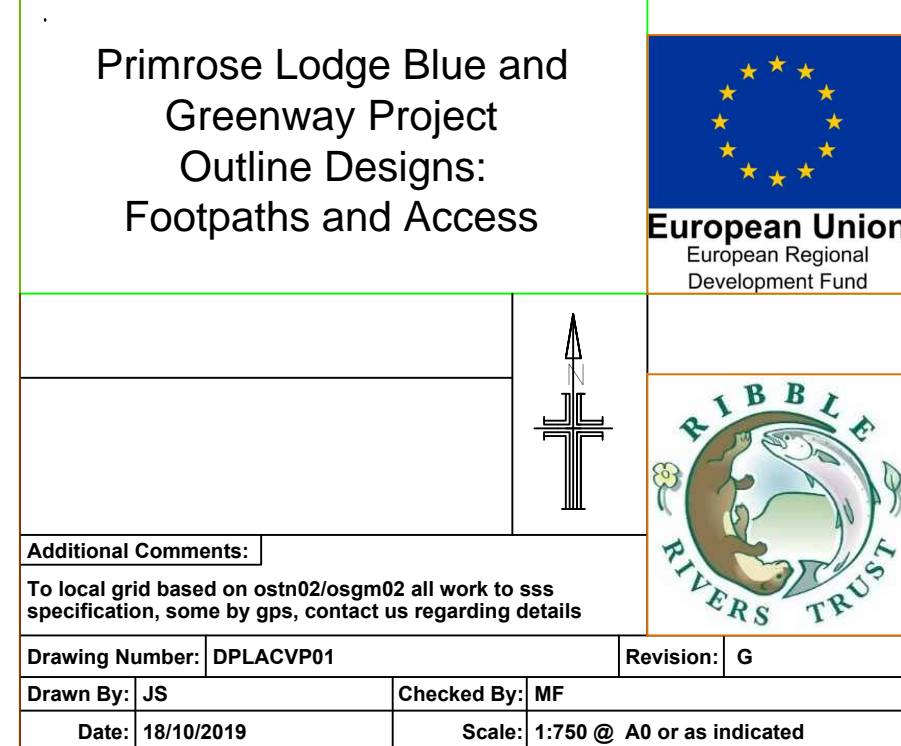 Primrose Lodge Blue and
Greenway Project
Outline Designs:
Footpaths and Access
European Union
European Regional
Development Fund
N
RIBBLE
RIVERS TRUST
Additional Comments:
To local grid based on ostn02/osgm02 all work to sss
specification, some by gps, contact us regarding details
Drawing Number: DPLACVP01 Revision: G
Drawn By: JS Checked By: MF
Date: 18/10/2019 Scale: 1:750 @ A0 or as indicated